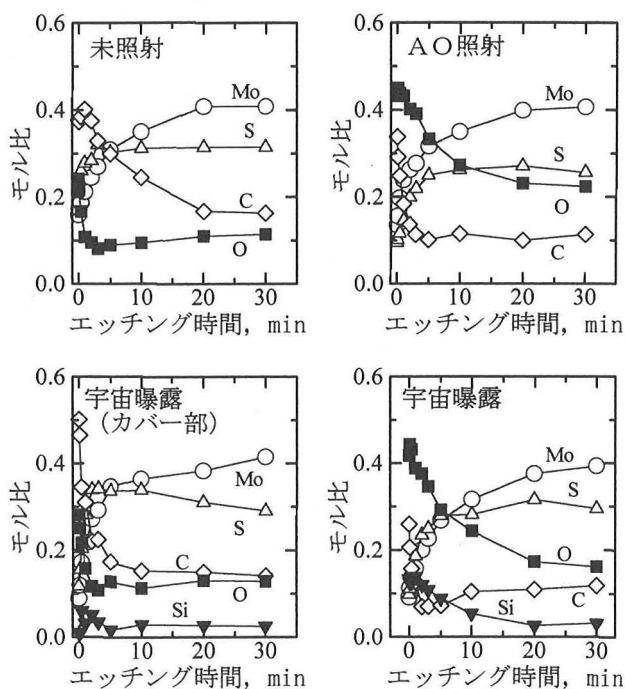 未照射
モル比
0.6
0.4
0.2
0.0
Mo
S
C
O
0 10 20 30
エッチング時間, min
AO照射
モル比
0.6
0.4
0.2
0.0
Mo
S
O
C
0 10 20 30
エッチング時間, min
宇宙曝露
(カバー部)
モル比
0.6
0.4
0.2
0.0
Mo
S
C
O
Si
0 10 20 30
エッチング時間, min
宇宙曝露
モル比
0.6
0.4
0.2
0.0
Mo
S
O
C
Si
0 10 20 30
エッチング時間, min